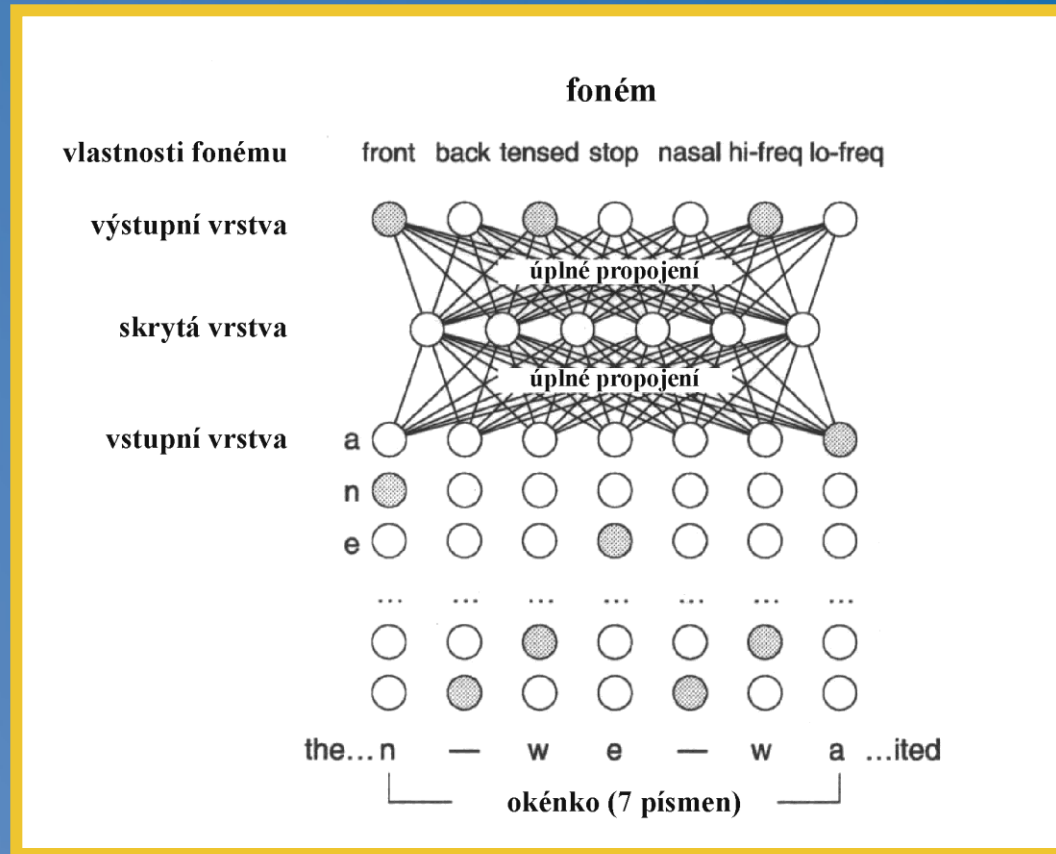 foném
vlastnosti fonému front back tensed stop nasal hi-freq lo-freq
výstupní vrstva
úplné propojení
skrytá vrstva
úplné propojení
vstupní vrstva a
n
e
... ... ... ... ... ... ...
the... n — w e — w a ...ited
okénko (7 písmen)